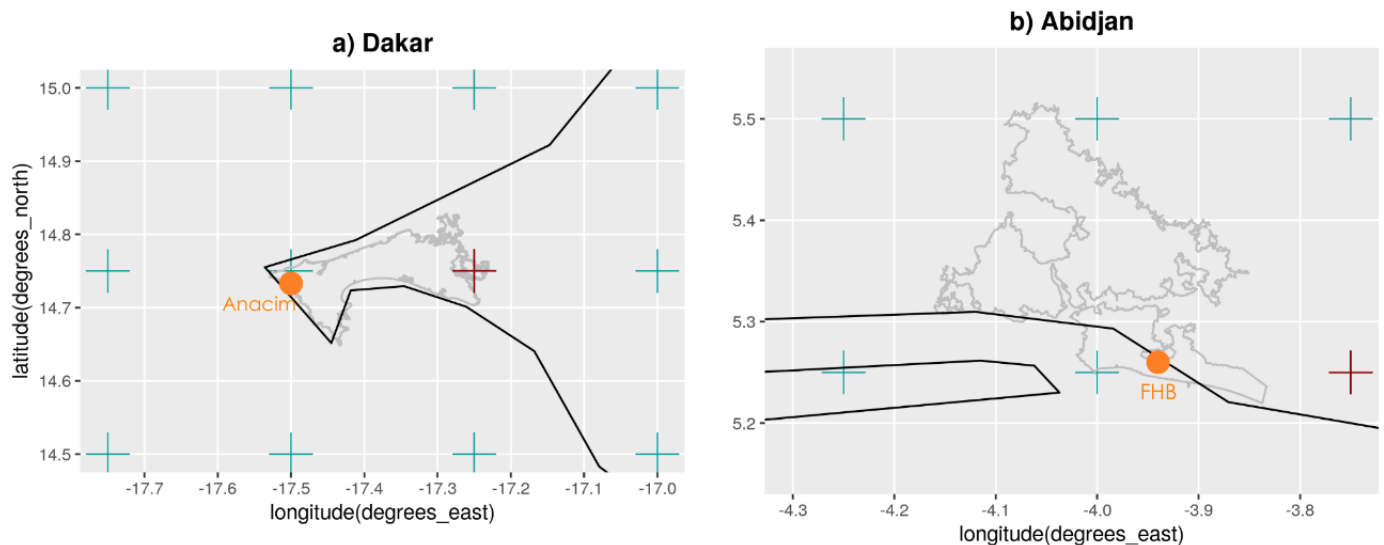 a) Dakar
latitude(degrees_north)
15.0
14.9
14.8
14.7
14.6
14.5
Anacim
-17.7 -17.6 -17.5 -17.4 -17.3 -17.2 -17.1 -17.0
longitude(degrees_east)
b) Abidjan
5.5
5.4
5.3
5.2
FHB
-4.3 -4.2 -4.1 -4.0 -3.9 -3.8
longitude(degrees_east)